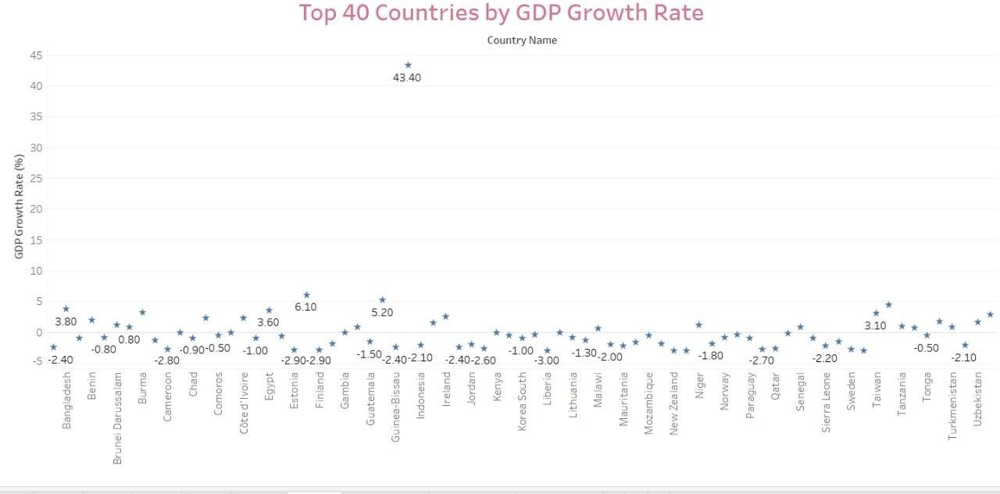 Top 40 Countries by GDP Growth Rate
Country Name
GDP Growth Rate (%)
45
40
35
30
25
20
15
10
5
0
-5
43.40
6.10
5.20
3.80
3.60
3.10
0.80
-0.80
-0.90
-0.50
-1.00
-1.50
-1.00
-1.30
-1.80
-0.50
-2.40
-2.80
-2.90
-2.90
-2.40
-2.10
-2.40
-2.60
-3.00
-2.00
-2.70
-2.20
-2.10
Bangladesh
Benin
Brunei Darussalam
Burma
Cameroon
Chad
Comoros
Côte d'Ivoire
Egypt
Estonia
Finland
Gambia
Guatemala
Guinea-Bissau
Indonesia
Ireland
Jordan
Kenya
Korea South
Liberia
Lithuania
Malawi
Mauritania
Mozambique
New Zealand
Niger
Norway
Paraguay
Qatar
Senegal
Sierra Leone
Sweden
Taiwan
Tanzania
Tonga
Turkmenistan
Uzbekistan